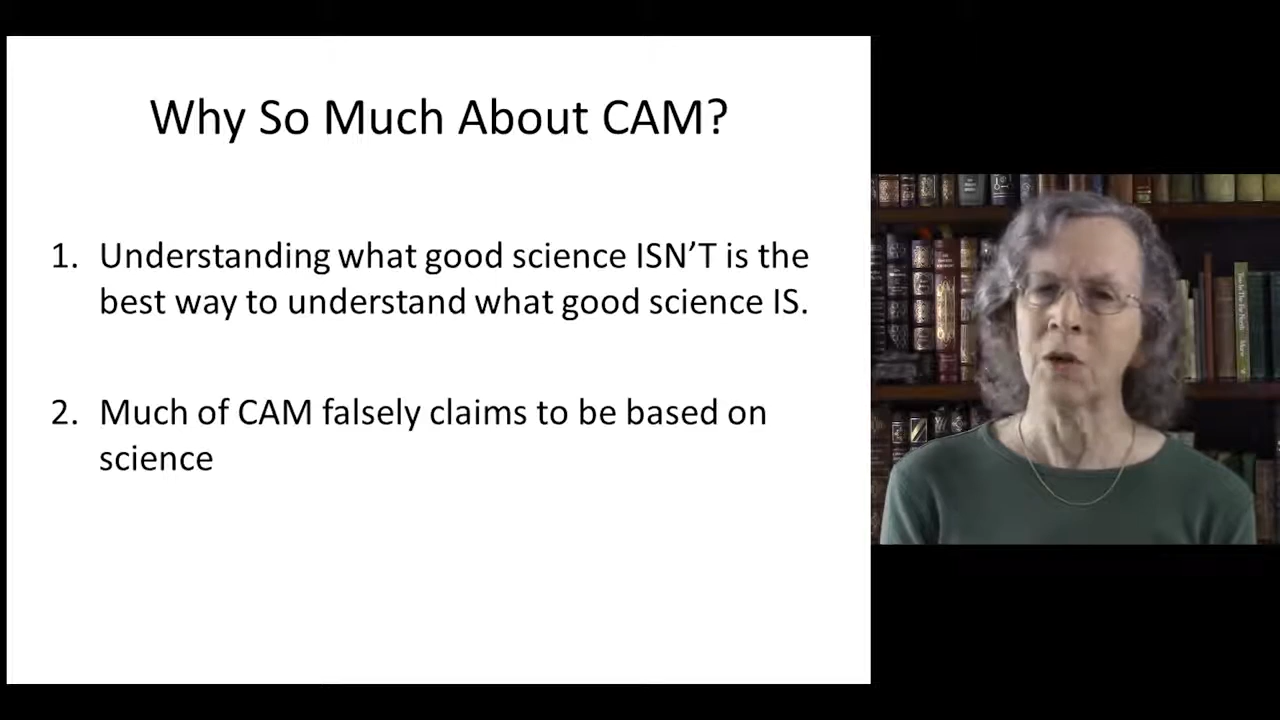 Why So Much About CAM?
1. Understanding what good science ISN’T is the
best way to understand what good science IS.
2. Much of CAM falsely claims to be based on
science